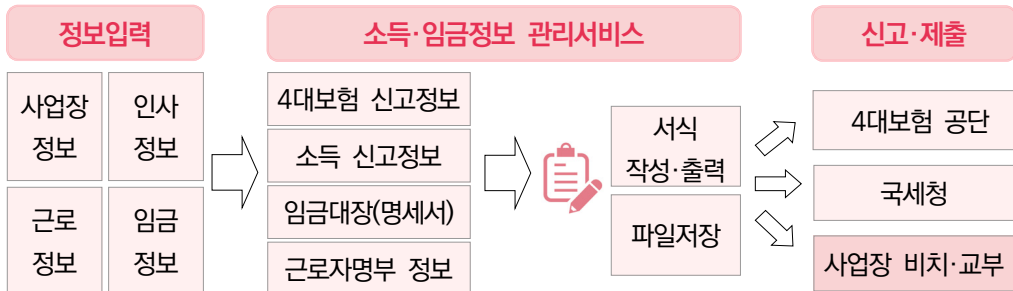 정보입력
소득·임금정보 관리서비스
신고·제출
사업장
정보
인사
정보
근로
정보
임금
정보
4대보험 신고정보
소득 신고정보
임금대장(명세서)
근로자명부 정보
서식
작성·출력
파일저장
4대보험 공단
국세청
사업장 비치·교부